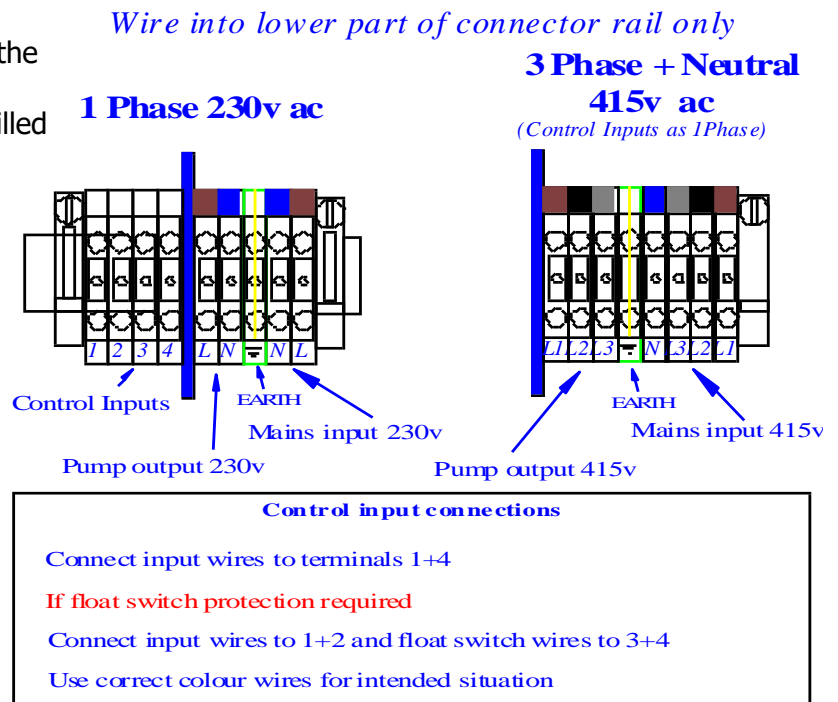 Wire into lower part of connector rail only
the
illed
1 Phase 230v ac
3 Phase + Neutral
415v ac
(Control Inputs as 1Phase)
1 2 3 4 L N N L
Control Inputs
EARTH
Mains input 230v
Pump output 230v
L1 L2 L3 N L3 L2 L1
EARTH
Mains input 415v
Pump output 415v
Control input connections
Connect input wires to terminals 1+4
If float switch protection required
Connect input wires to 1+2 and float switch wires to 3+4
Use correct colour wires for intended situation